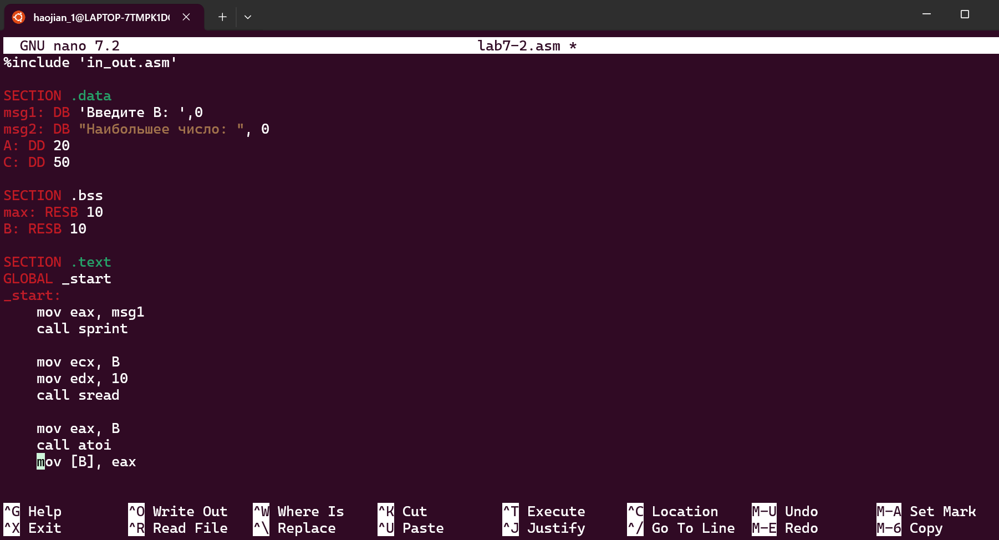 haojian_1@LAPTOP-7TMPK1D
GNU nano 7.2 lab7-2.asm *
%include 'in_out.asm'
SECTION .data
msg1: DB 'Введите B: ',0
msg2: DB "Наибольшее число: ", 0
A: DD 20
C: DD 50
SECTION .bss
max: RESB 10
B: RESB 10
SECTION .text
GLOBAL _start
_start:
mov eax, msg1
call sprint
mov ecx, B
mov edx, 10
call sread
mov eax, B
call atoi
mov [B], eax
^G Help ^O Write Out ^W Where Is ^K Cut ^T Execute ^C Location M-U Undo M-A Set Mark
^X Exit ^R Read File ^\ Replace ^U Paste ^J Justify ^/ Go To Line M-E Redo M-6 Copy